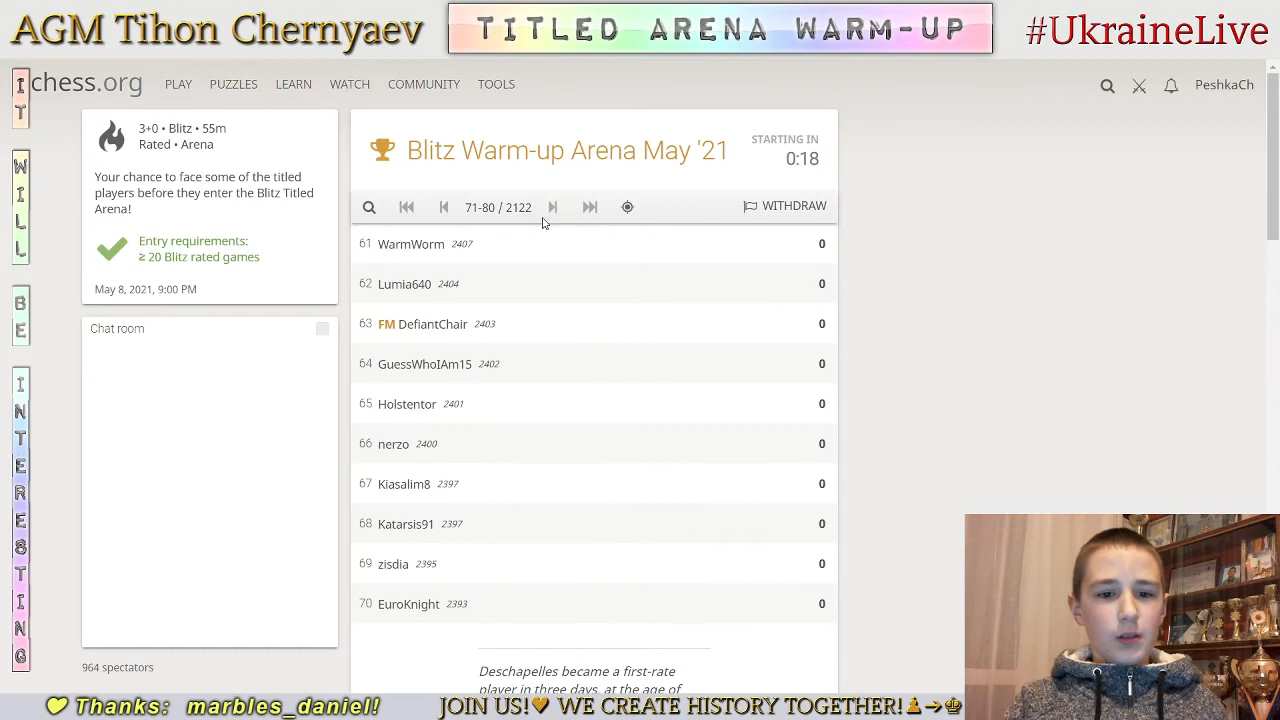 AGM Tihon Chernyaev
TITLED ARENA WARM-UP
#UkraineLive
IT
WILL
BE
INTERE8TING
chess.org
PLAY
PUZZLES
LEARN
WATCH
COMMUNITY
TOOLS
PeshkaCh
3+0 • Blitz • 55m
Rated • Arena
Your chance to face some of the titled
players before they enter the Blitz Titled
Arena!
Entry requirements:
≥ 20 Blitz rated games
May 8, 2021, 9:00 PM
Chat room
964 spectators
Blitz Warm-up Arena May '21
STARTING IN
0:18
71-80 / 2122
WITHDRAW
61 WarmWorm 2407 0
62 Lumia640 2404 0
63 FM DefiantChair 2403 0
64 GuessWhoIAm15 2402 0
65 Holstentor 2401 0
66 nerzo 2400 0
67 Kiasalim8 2397 0
68 Katarsis91 2397 0
69 zisdia 2395 0
70 EuroKnight 2393 0
Deschapelles became a first-rate
player in three days, at the age of
Thanks: marbles_daniel!
JOIN US! WE CREATE HISTORY TOGETHER!